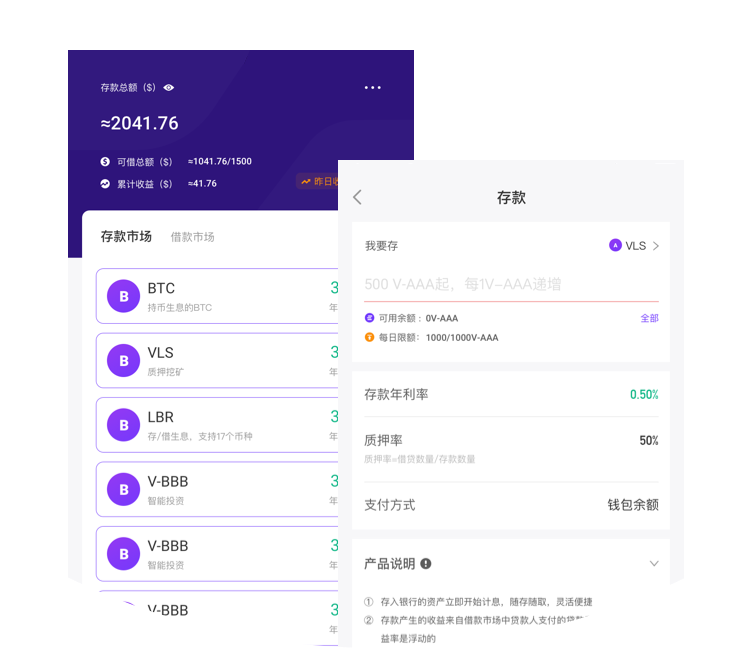 存款总额（$）
≈2041.76
可借总额（$） ≈1041.76/1500
累计收益（$） ≈41.76
昨日收
存款市场 借款市场
B BTC 3
持币生息的BTC 年
B VLS 3
质押挖矿 年
B LBR 3
存/借生息、支持17个币种 年
B V-BBB 3
智能投资 年
B V-BBB 3
智能投资 年
V-BBB 3
年
存款
我要存 A VLS
500 V-AAA起，每1V-AAA递增
可用余额：0V-AAA 全部
每日限额：1000/1000V-AAA
存款年利率 0.50%
质押率 50%
质押率=借贷数量/存款数量
支付方式 钱包余额
产品说明
① 存入银行的资产立即开始计息，随存随取，灵活便捷
② 存款产生的收益来自借款市场中贷款人支付的
益率是浮动的